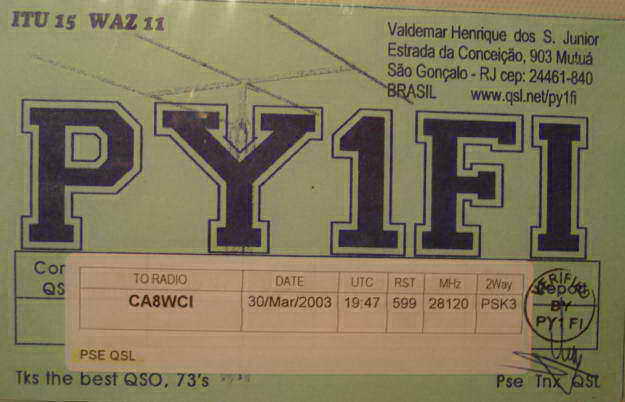 ITU 15 WAZ 11
Valdemar Henrique dos S. Junior
Estrada da Conceição, 903 Mutuá
São Gonçalo - RJ cep: 24461-840
BRASIL www.qsl.net/py1fi
PY1FI
TO RADIO DATE UTC RST MHz 2Way
CA8WCI 30/Mar/2003 19:47 599 28120 PSK3
PSE QSL
VERIFIED
BY
PY1FI
Tks the best QSO, 73's
Pse Tnx QSL